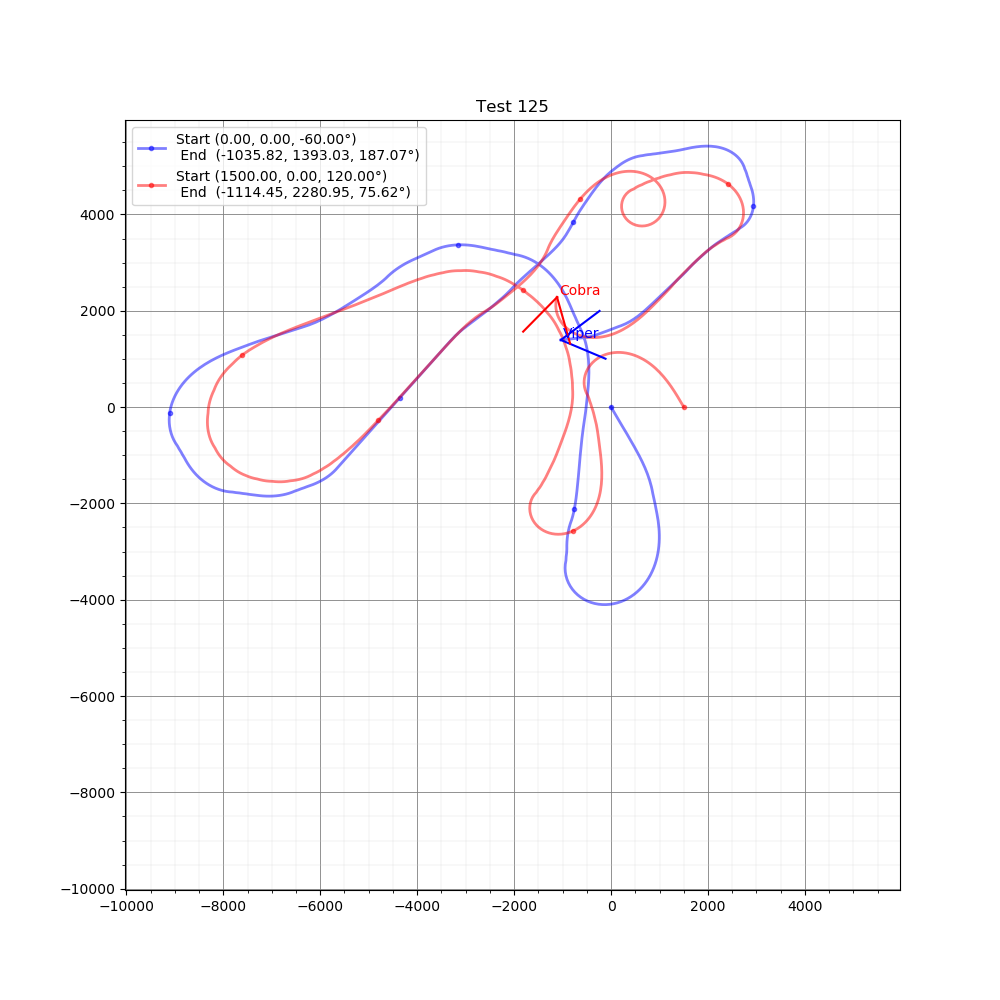 Test 125
Start (0.00, 0.00, -60.00°)
End (-1035.82, 1393.03, 187.07°)
Start (1500.00, 0.00, 120.00°)
End (-1114.45, 2280.95, 75.62°)
4000
2000
0
−2000
−4000
−6000
−8000
−10000
Cobra
Viper
−10000 −8000 −6000 −4000 −2000 0 2000 4000